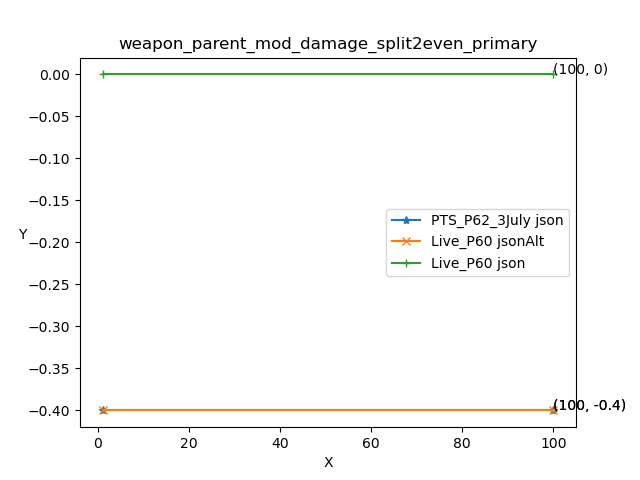 weapon_parent_mod_damage_split2even_primary
0.00
−0.05
−0.10
−0.15
−0.20
−0.25
−0.30
−0.35
−0.40
Y
(100, 0)
PTS_P62_3July json
Live_P60 jsonAlt
Live_P60 json
(100, -0.4)
0 20 40 60 80 100
X